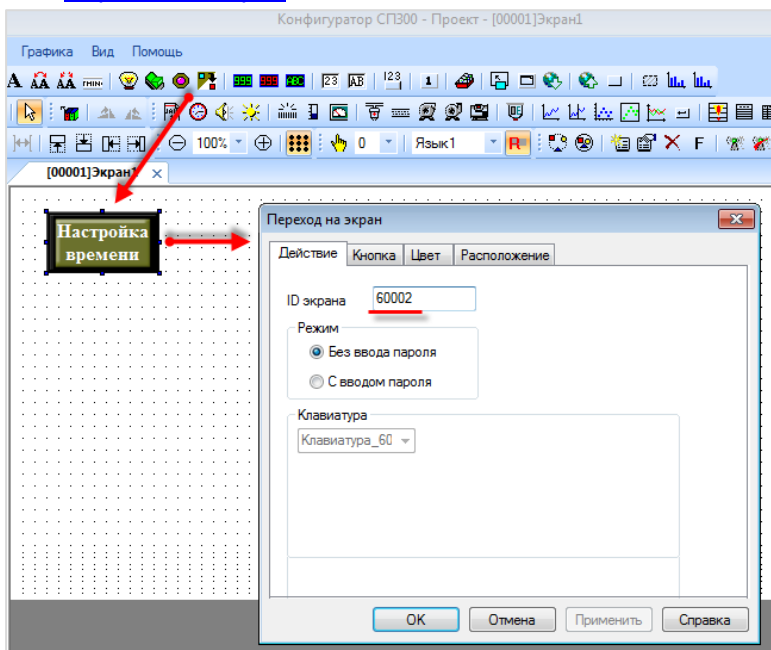 Конфигуратор СП300 - Проект - [00001]Экран1
Графика Вид Помощь
100% 0 Язык1 R F
[00001]Экран1
Настройка
времени
Переход на экран
Действие Кнопка Цвет Расположение
ID экрана 60002
Режим
Без ввода пароля
С вводом пароля
Клавиатура
Клавиатура_60
OK Отмена Применить Справка